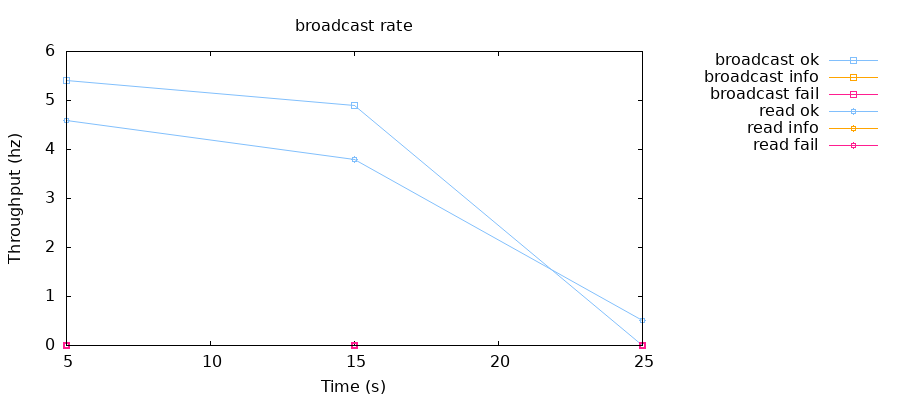 broadcast rate
broadcast ok
broadcast info
broadcast fail
read ok
read info
read fail
Throughput (hz)
6
5
4
3
2
1
0
5 10 15 20 25
Time (s)